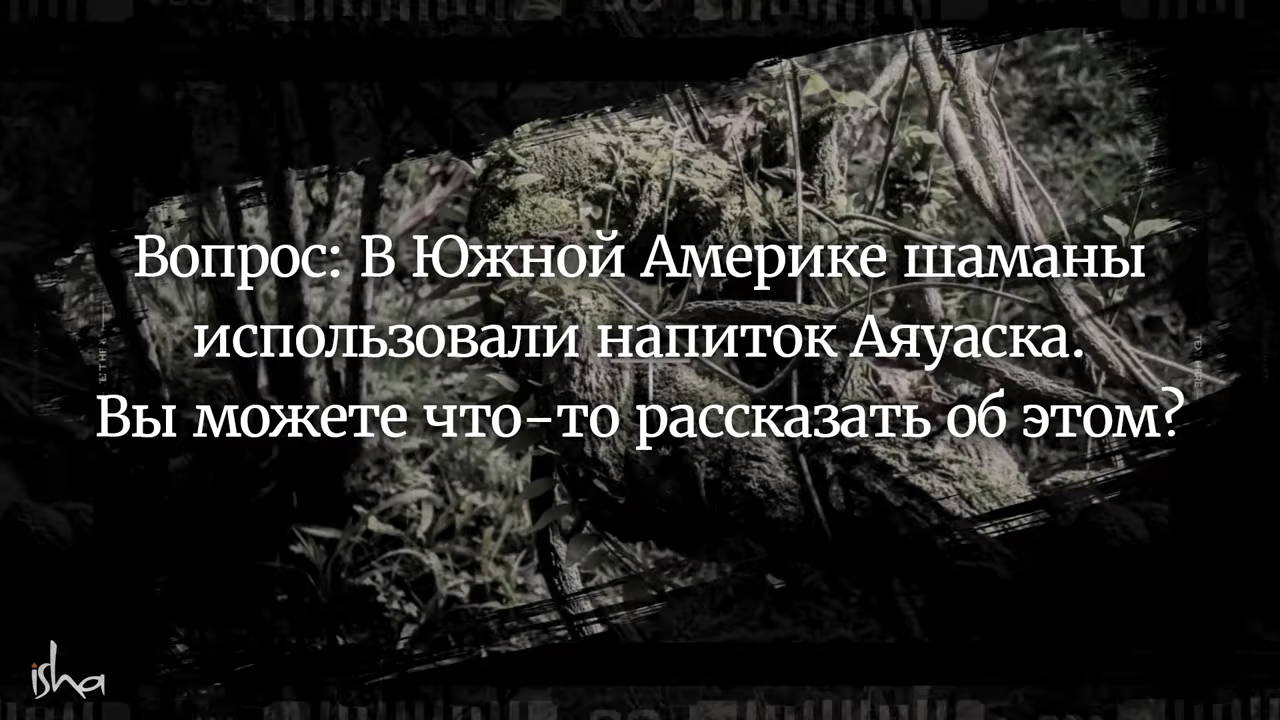 Вопрос: В Южной Америке шаманы
использовали напиток Аяуаска.
Вы можете что-то рассказать об этом?
isha